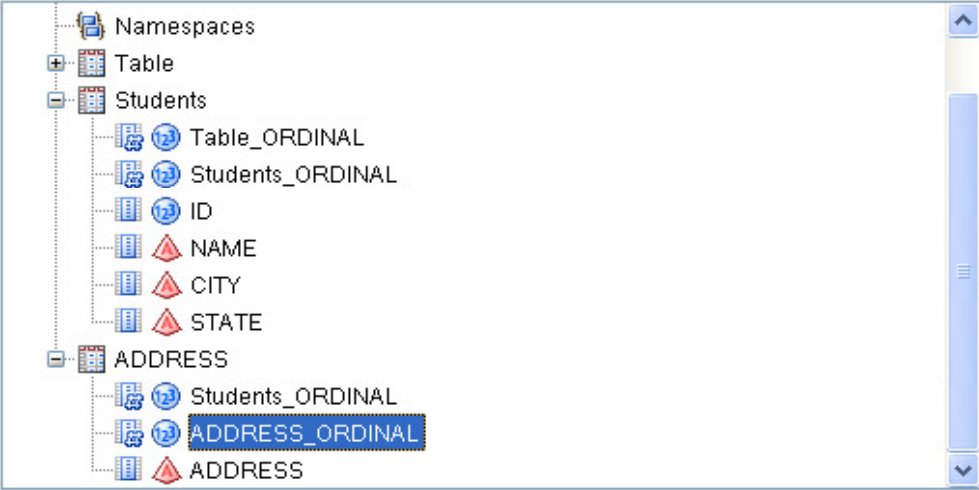 Namespaces
Table
Students
Table_ORDINAL
Students_ORDINAL
ID
NAME
CITY
STATE
ADDRESS
Students_ORDINAL
ADDRESS_ORDINAL
ADDRESS